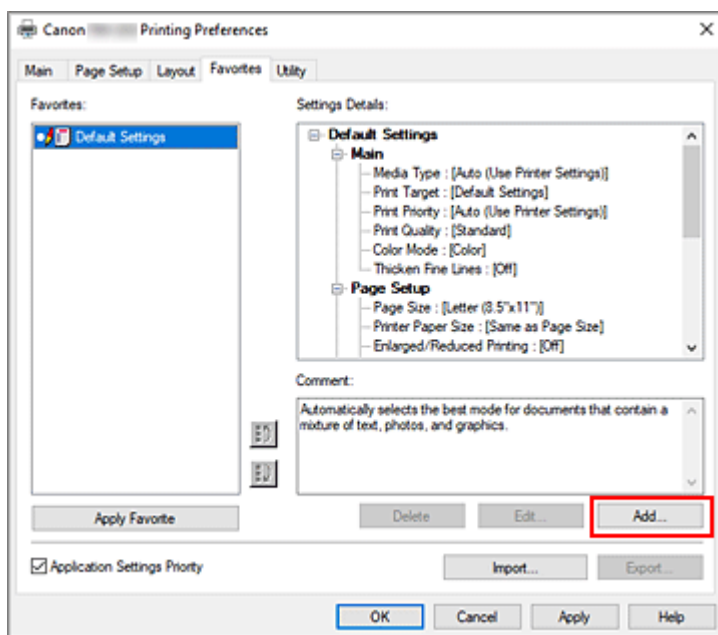 Canon Printing Preferences
Main Page Setup Layout Favorites Utility
Favorites:
Default Settings
Settings Details:
Default Settings
Main
Media Type : [Auto (Use Printer Settings)]
Print Target : [Default Settings]
Print Priority : [Auto (Use Printer Settings)]
Print Quality : [Standard]
Color Mode : [Color]
Thicken Fine Lines : [Off]
Page Setup
Page Size : [Letter (8.5"x11")]
Printer Paper Size : [Same as Page Size]
Enlarged/Reduced Printing : [Off]
Comment:
Automatically selects the best mode for documents that contain a
mixture of text, photos, and graphics.
Apply Favorite
Delete Edit... Add...
Application Settings Priority
Import... Export...
OK Cancel Apply Help